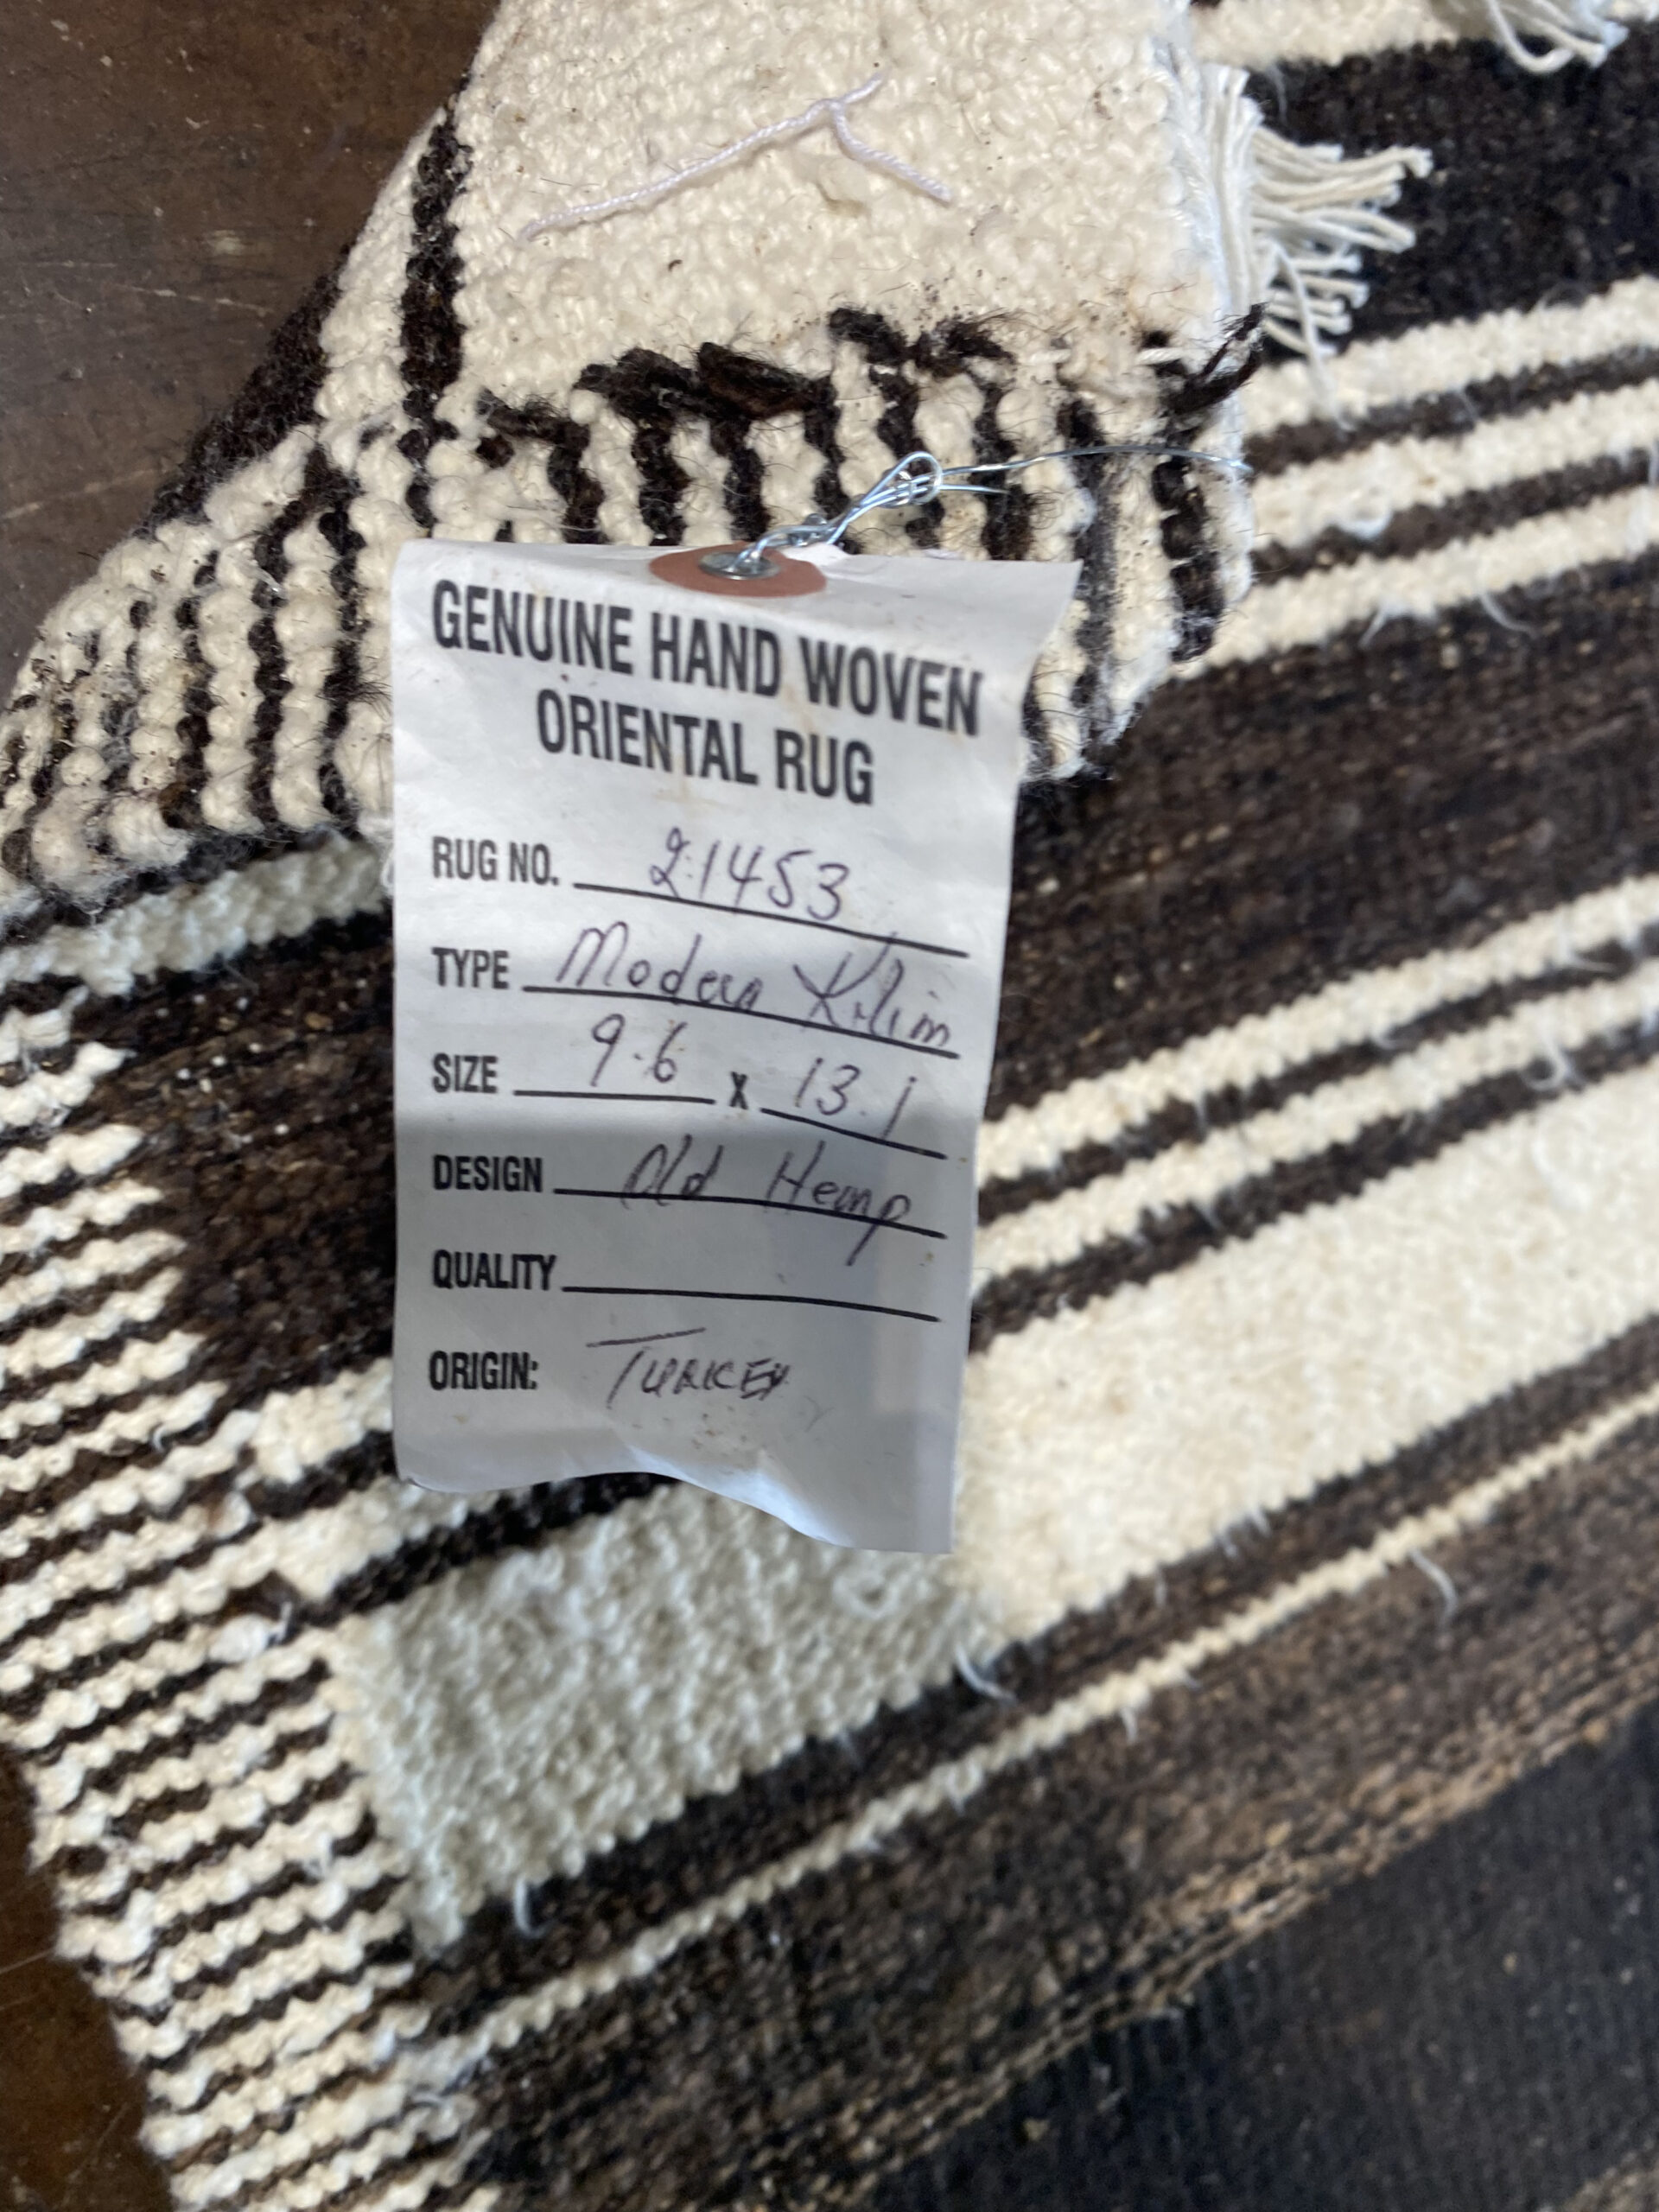 GENUINE HAND WOVEN
ORIENTAL RUG
RUG NO. 21453
TYPE Modern Kilim
SIZE 9.6 X 13.1
DESIGN Old Hemp
QUALITY
ORIGIN: TURKEY